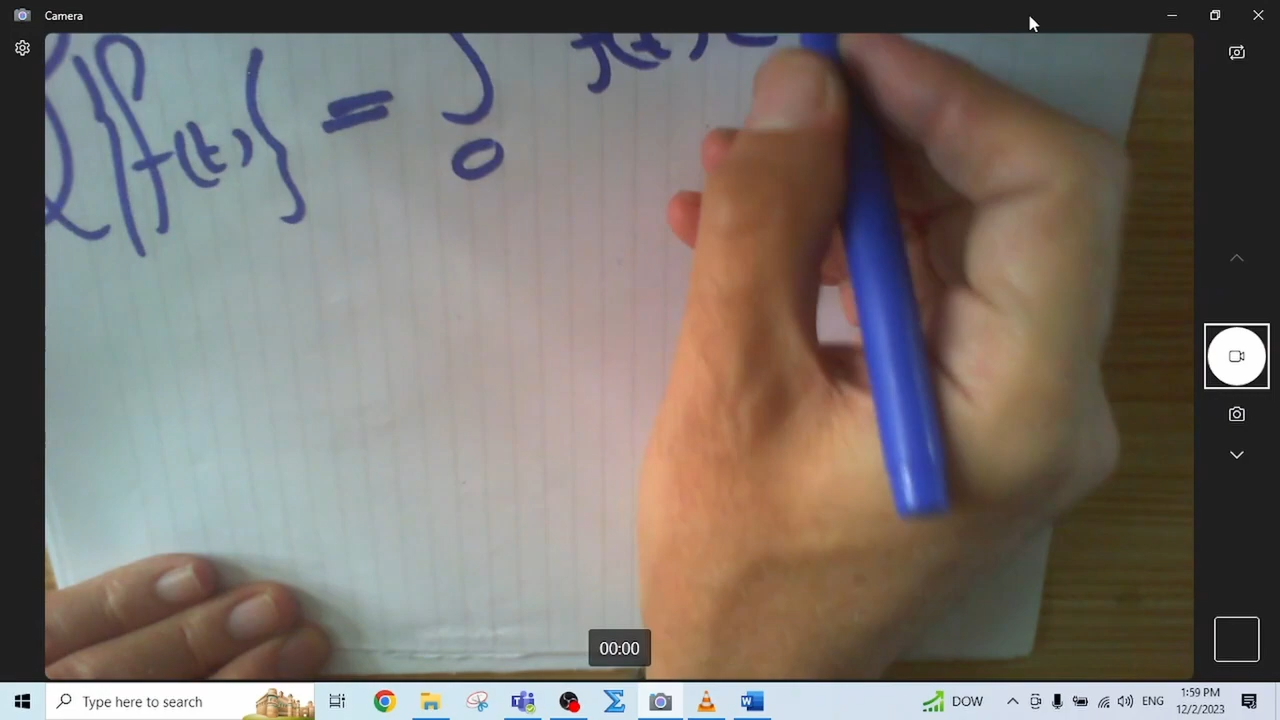 Camera
ℒ{f(t)} = ∫ f(t)
0
00:00
Type here to search
DOW
ENG
1:59 PM
12/2/2023